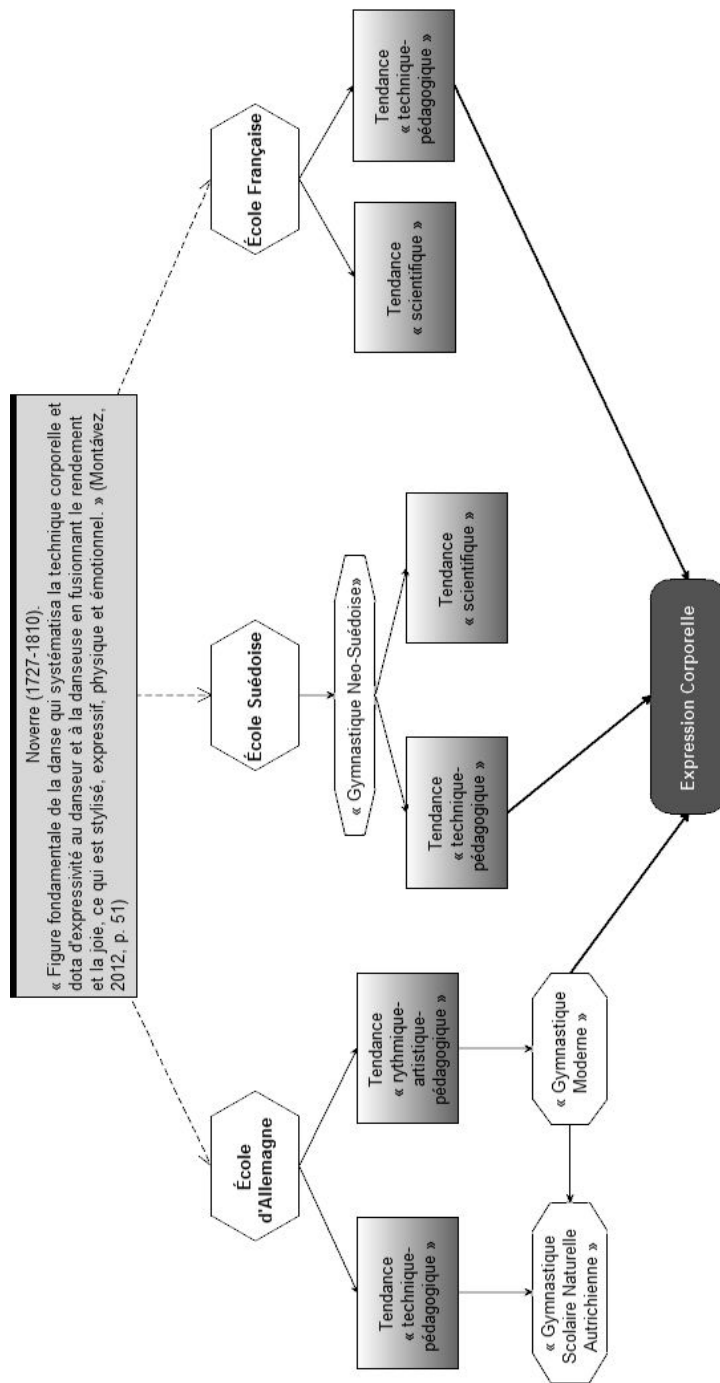 Noverre (1727-1810).
« Figure fondamentale de la danse qui systématisa la technique corporelle et
dota d'expressivité au danseur et à la danseuse en fusionnant le rendement
et la joie, ce qui est stylisé, expressif, physique et émotionnel. » (Montávez,
2012, p. 51)
École
d'Allemagne
École Suédoise
École Française
« Gymnastique Neo-Suédoise»
Tendance
« technique-
pédagogique »
Tendance
« rythmique-
artistique-
pédagogique »
Tendance
« technique-
pédagogique »
Tendance
« scientifique »
Tendance
« scientifique »
Tendance
« technique-
pédagogique »
« Gymnastique
Scolaire Naturelle
Autrichienne »
« Gymnastique
Moderne »
Expression Corporelle